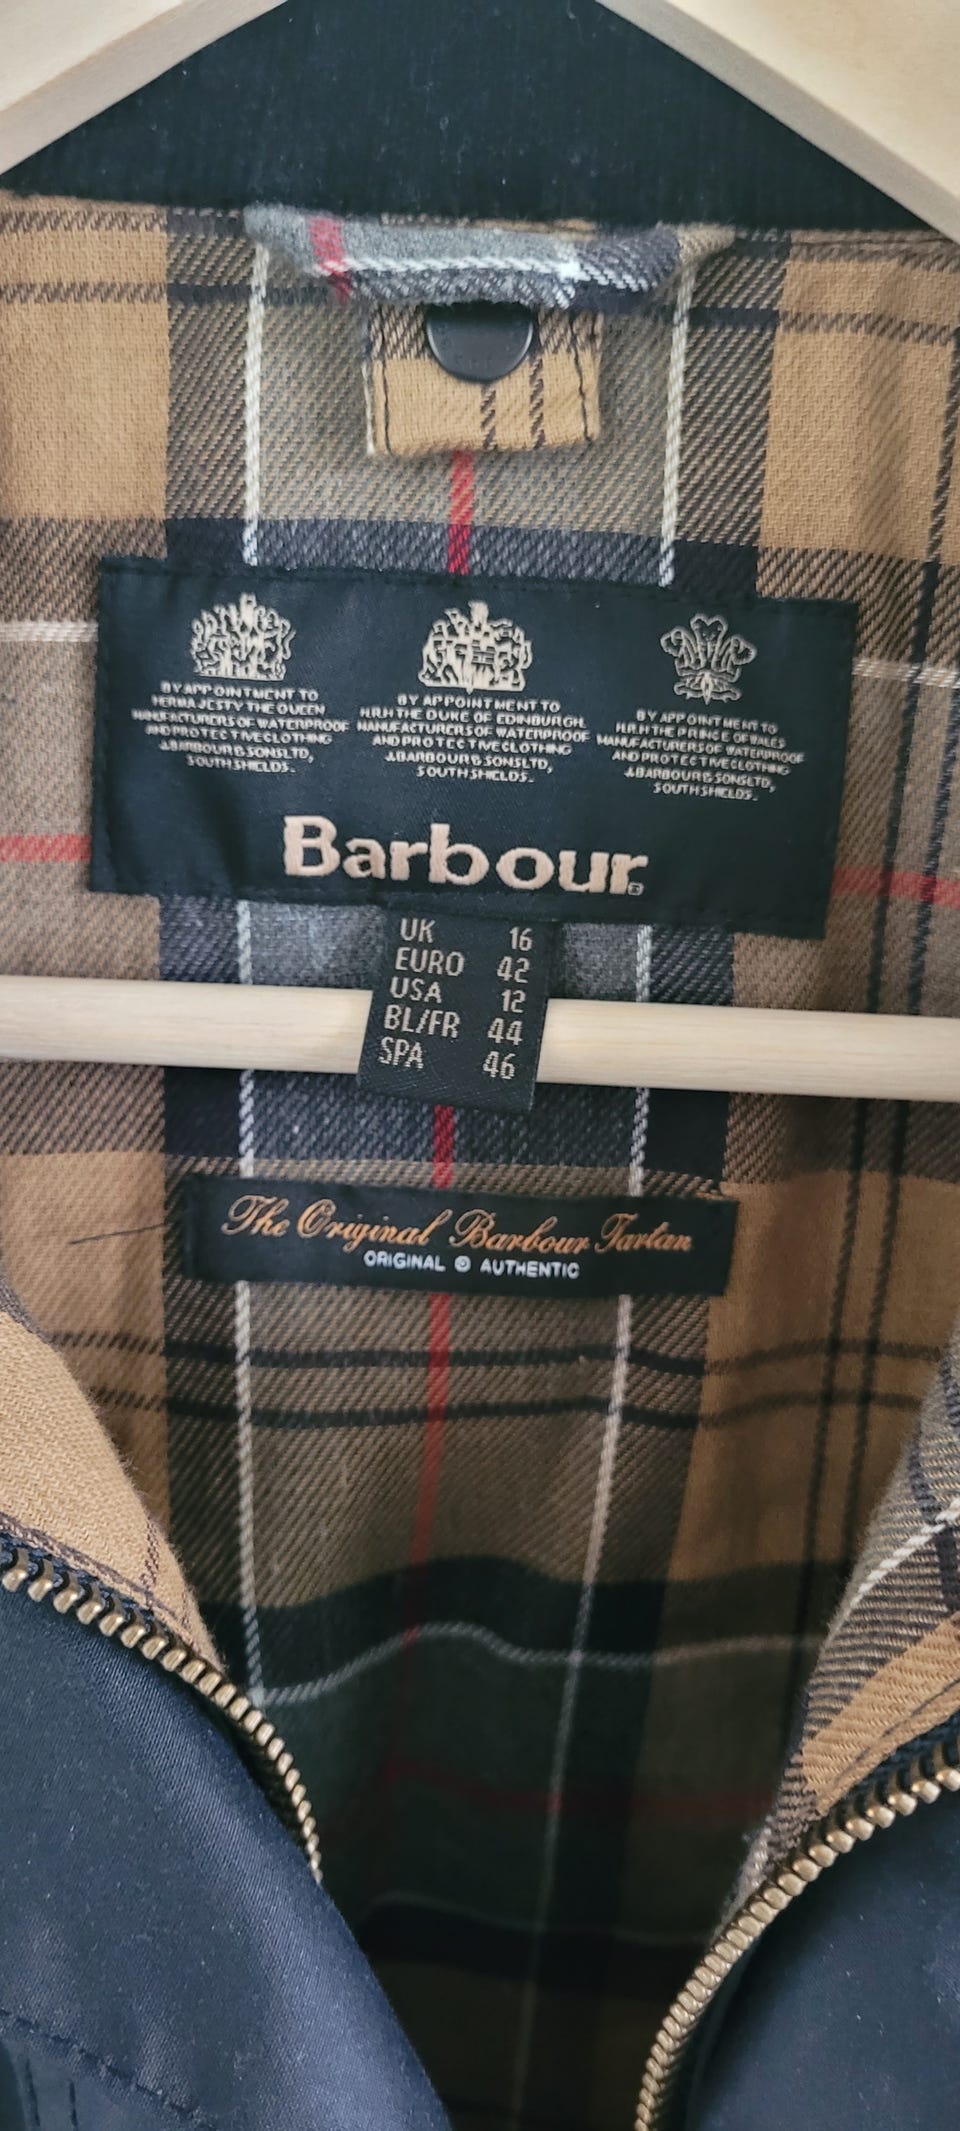 BY APPOINTMENT TO
HER MAJESTY THE QUEEN
MANUFACTURERS OF WATERPROOF
AND PROTECTIVE CLOTHING
J.BARBOUR & SONS LTD,
SOUTH SHIELDS.
BY APPOINTMENT TO
H.R.H THE DUKE OF EDINBURGH.
MANUFACTURERS OF WATERPROOF
AND PROTECTIVE CLOTHING
J.BARBOUR & SONS LTD,
SOUTH SHIELDS.
BY APPOINTMENT TO
H.R.H THE PRINCE OF WALES
MANUFACTURERS OF WATERPROOF
AND PROTECTIVE CLOTHING
J.BARBOUR & SONS LTD,
SOUTH SHIELDS.
Barbour®
UK 16
EURO 42
USA 12
BL/FR 44
SPA 46
The Original Barbour Tartan
ORIGINAL © AUTHENTIC